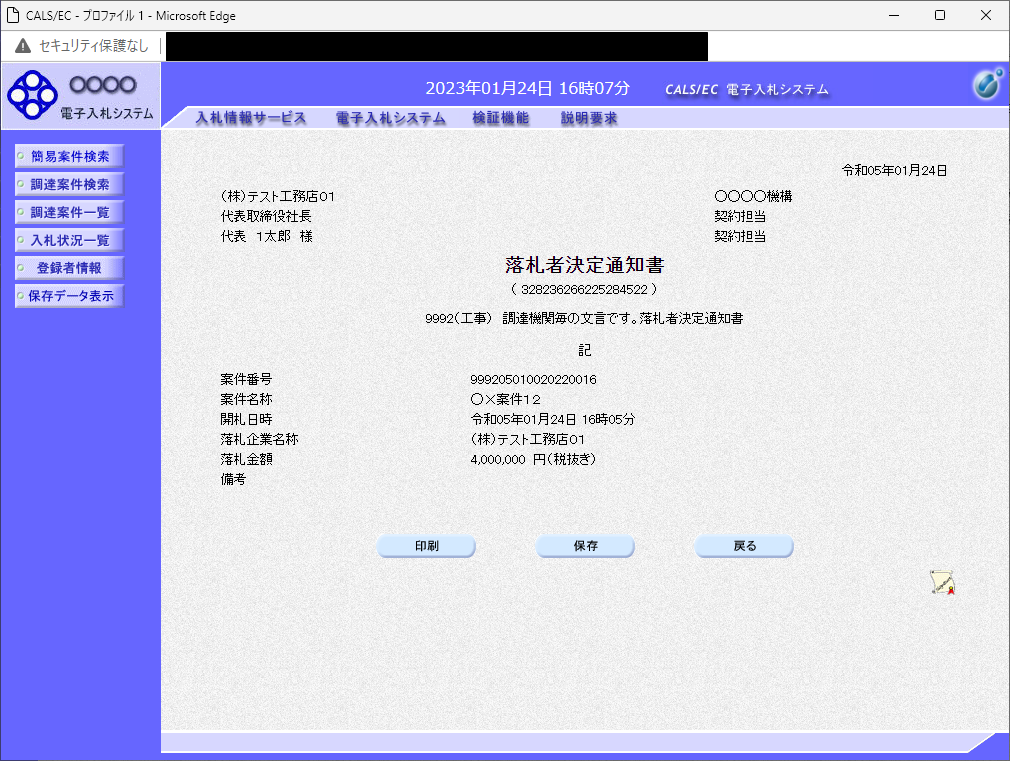 CALS/EC - プロファイル 1 - Microsoft Edge
セキュリティ保護なし
〇〇〇〇
電子入札システム
2023年01月24日 16時07分
CALS/EC 電子入札システム
入札情報サービス 電子入札システム 検証機能 説明要求
簡易案件検索
調達案件検索
調達案件一覧
入札状況一覧
登録者情報
保存データ表示
令和05年01月24日
(株)テスト工務店01
代表取締役社長
代表 1太郎 様
〇〇〇〇機構
契約担当
契約担当
落札者決定通知書
( 328236266225284522 )
9992(工事) 調達機関毎の文言です。落札者決定通知書
記
案件番号 999205010020220016
案件名称 〇×案件12
開札日時 令和05年01月24日 16時05分
落札企業名称 (株)テスト工務店01
落札金額 4,000,000 円(税抜き)
備考
印刷 保存 戻る